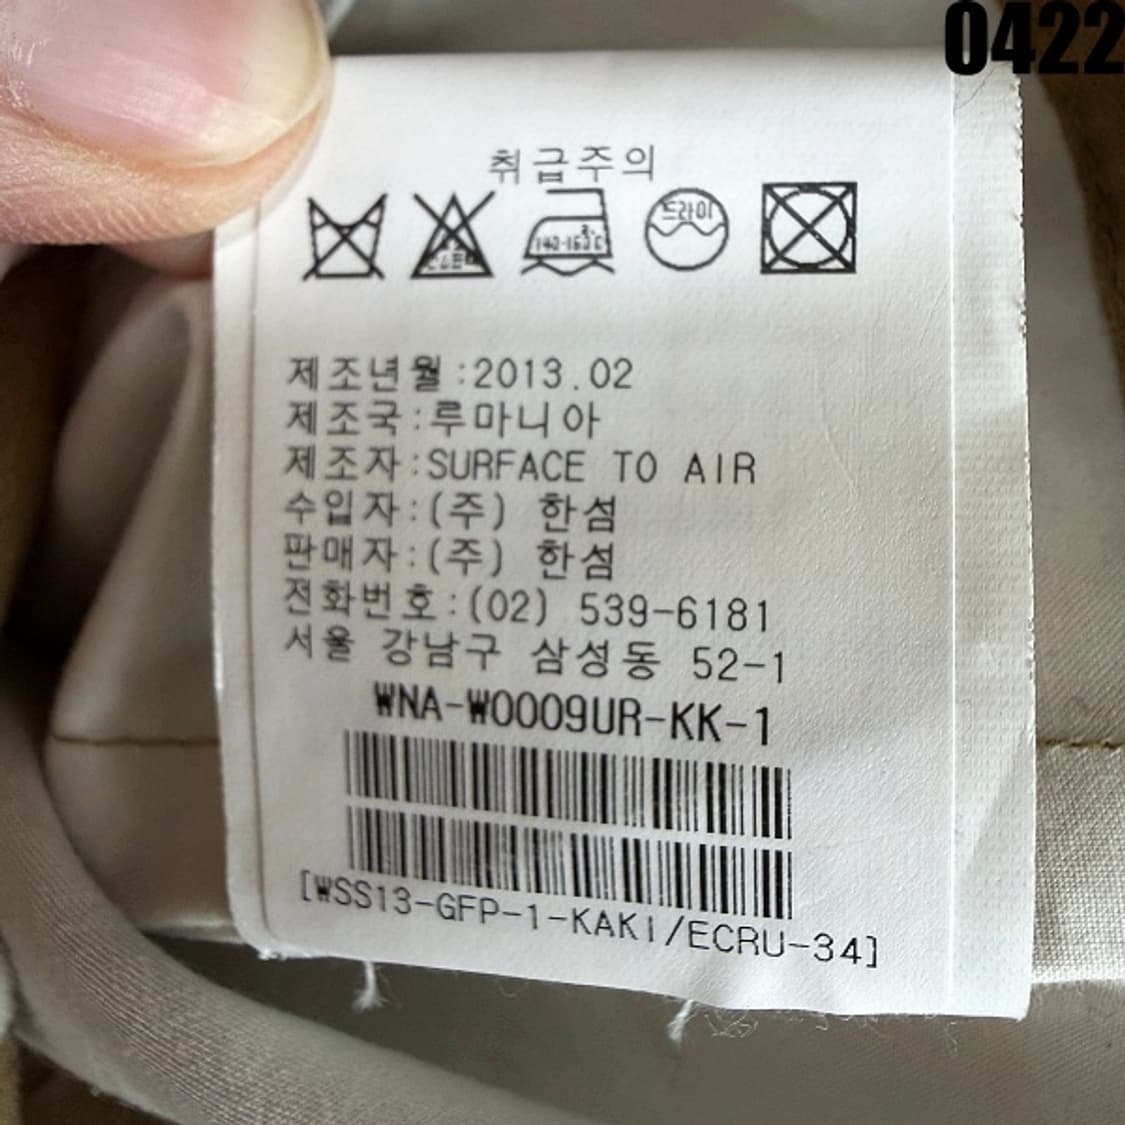 0422
취급주의
드라이
140-160℃
제조년월:2013.02
제조국:루마니아
제조자:SURFACE TO AIR
수입자:(주) 한섬
판매자:(주) 한섬
전화번호:(02) 539-6181
서울 강남구 삼성동 52-1
WNA-W0009UR-KK-1
[WSS13-GFP-1-KAKI/ECRU-34]